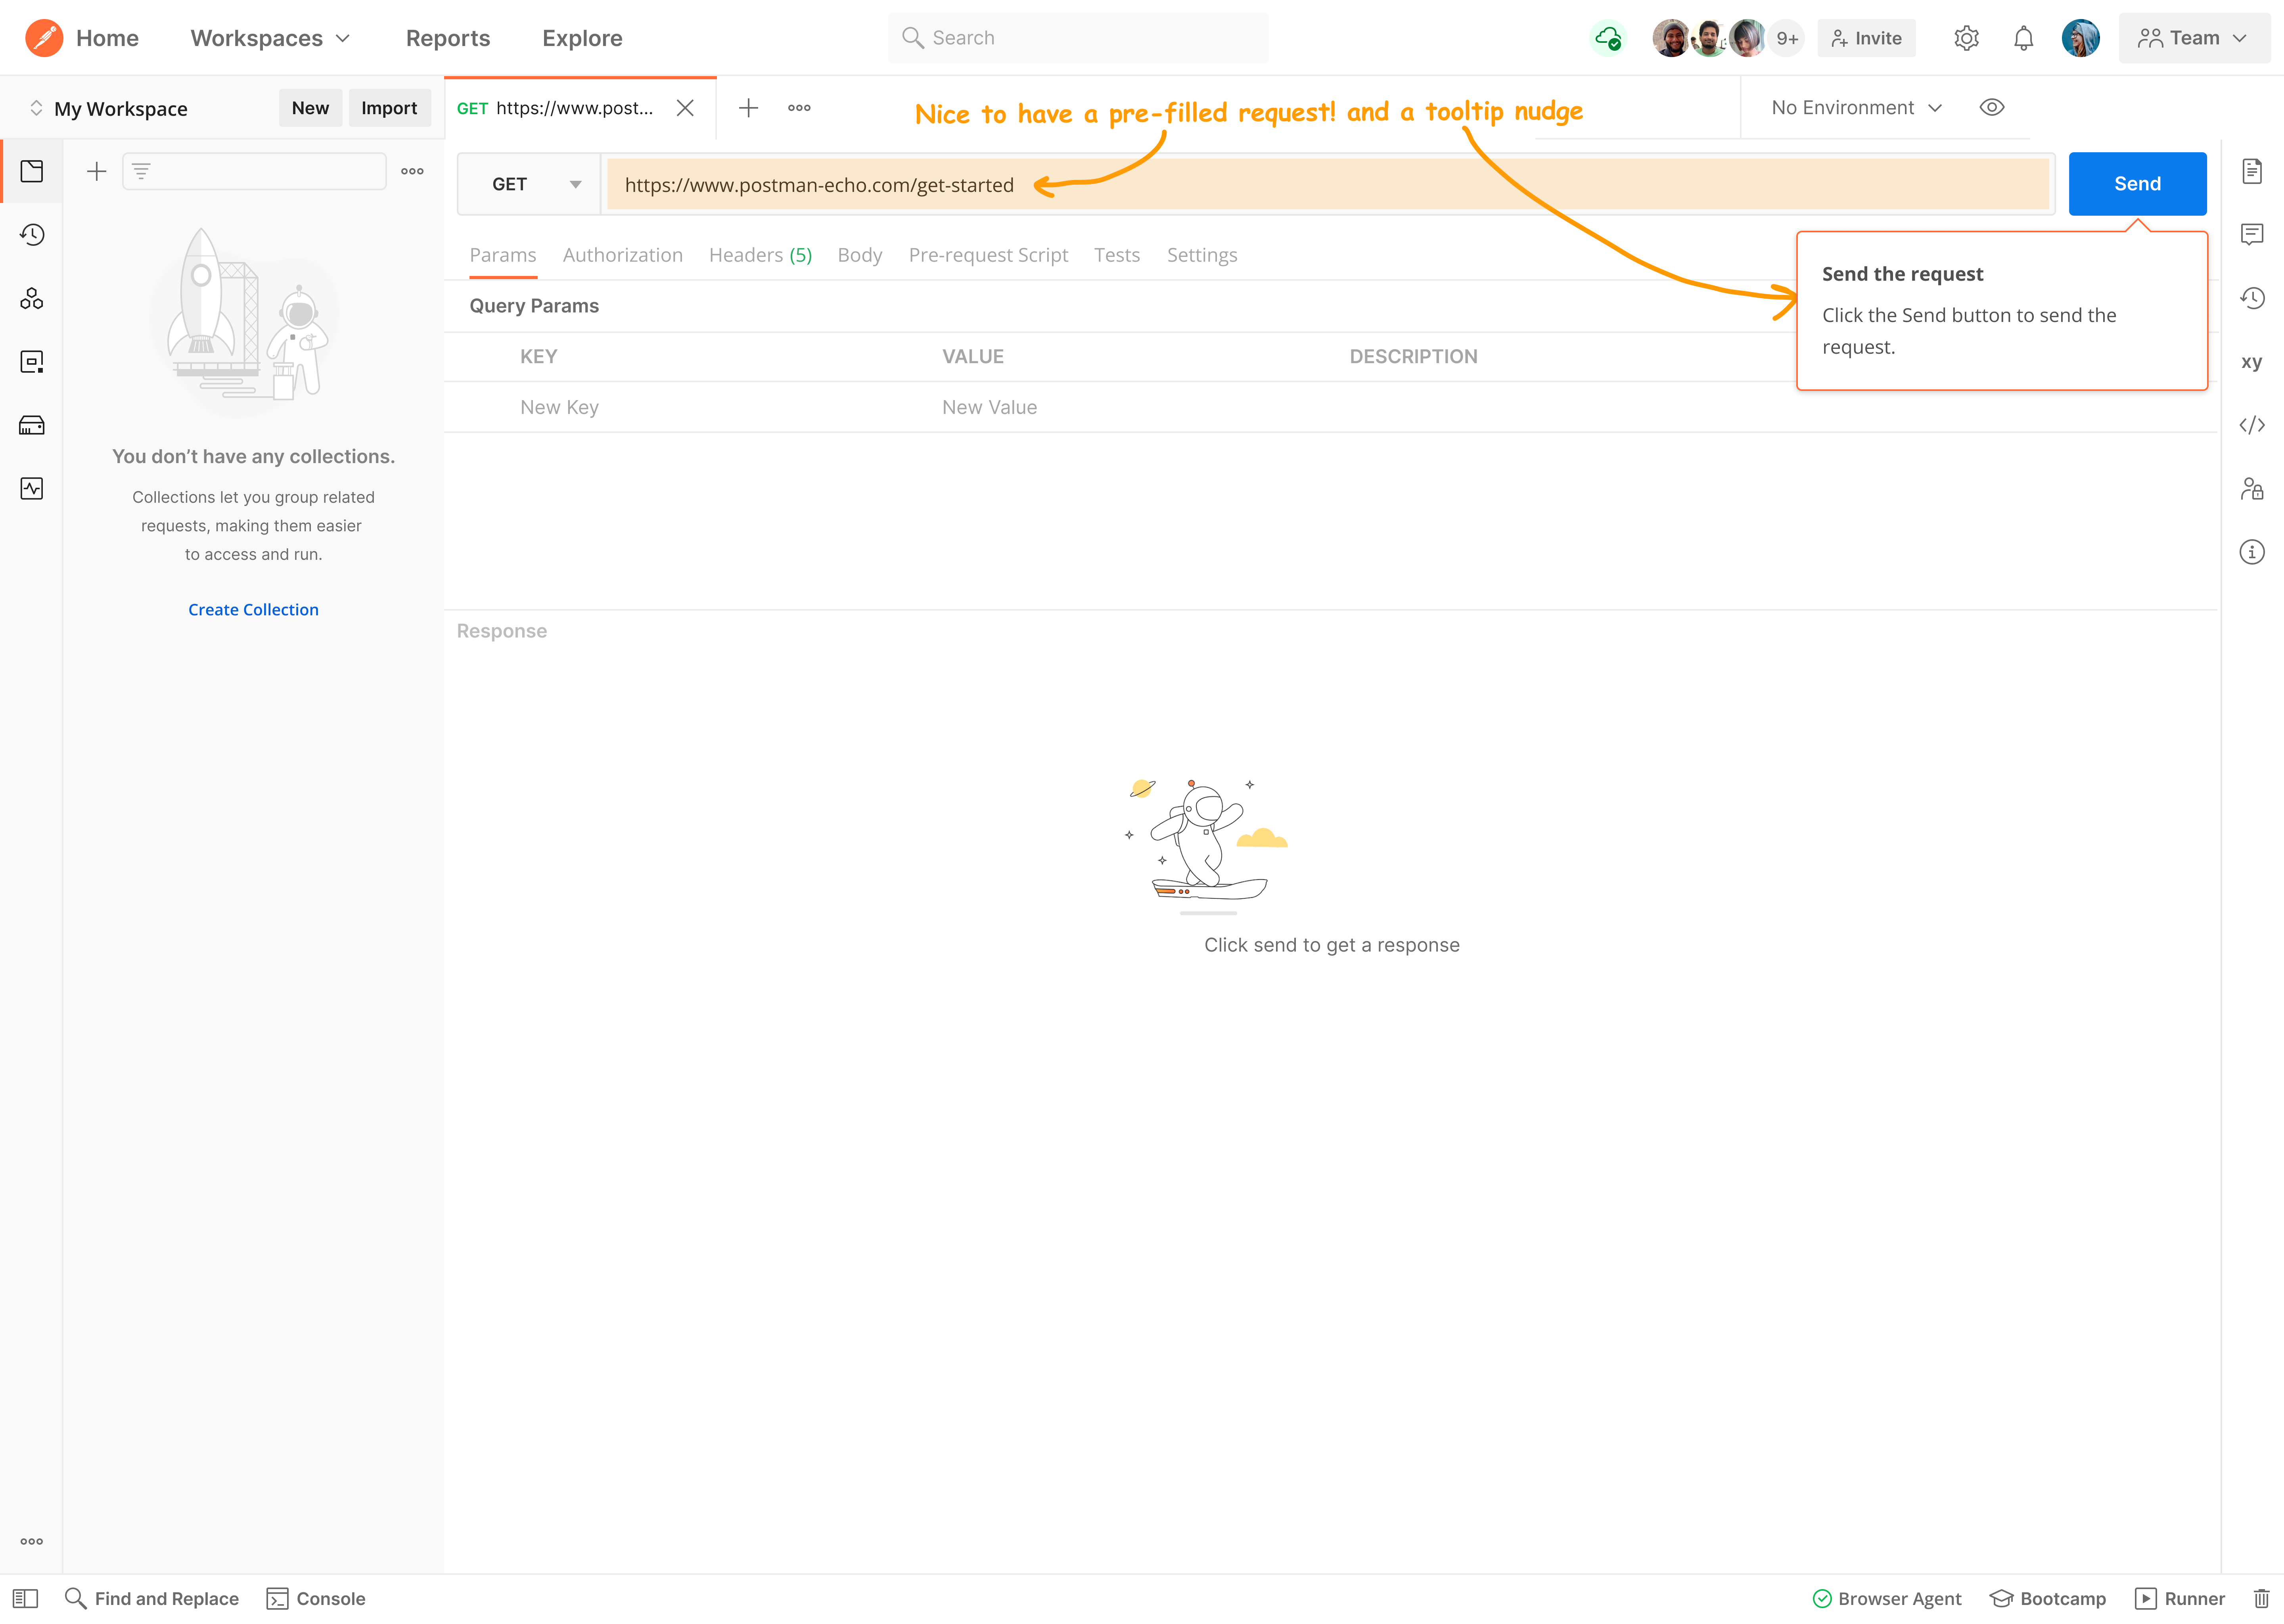 Home
Workspaces
Reports
Explore
Search
9+
Invite
Team
My Workspace
New
Import
GET https://www.post...
Nice to have a pre-filled request! and a tooltip nudge
No Environment
GET
https://www.postman-echo.com/get-started
Send
Params
Authorization
Headers (5)
Body
Pre-request Script
Tests
Settings
Send the request
Click the Send button to send the
request.
Query Params
KEY
VALUE
DESCRIPTION
New Key
New Value
xy
You don’t have any collections.
Collections let you group related
requests, making them easier
to access and run.
Create Collection
Response
Click send to get a response
Find and Replace
Console
Browser Agent
Bootcamp
Runner